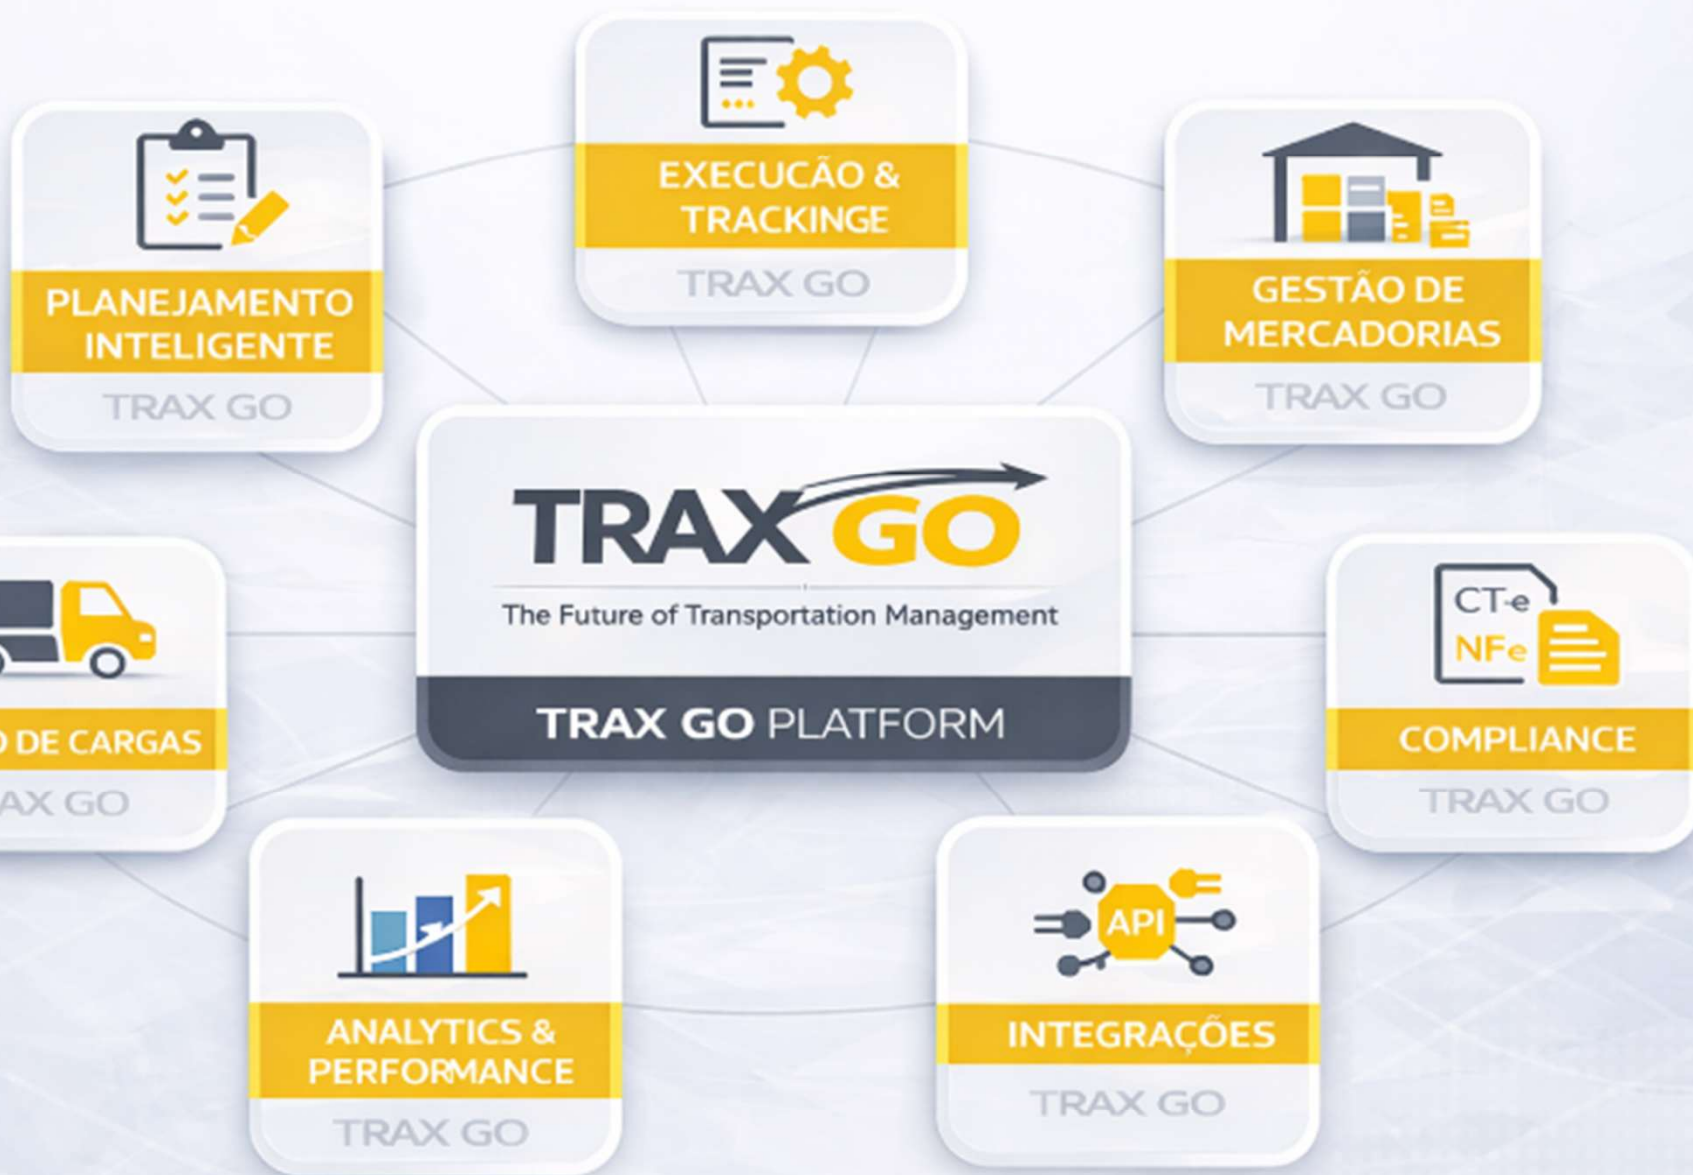 EXECUCÃO &
TRACKINGE
TRAX GO
PLANEJAMENTO
INTELIGENTE
TRAX GO
GESTÃO DE
MERCADORIAS
TRAX GO
TRAX GO
The Future of Transportation Management
TRAX GO PLATFORM
O DE CARGAS
AX GO
CT-e
NFe
COMPLIANCE
TRAX GO
ANALYTICS &
PERFORMANCE
TRAX GO
API
INTEGRAÇÕES
TRAX GO